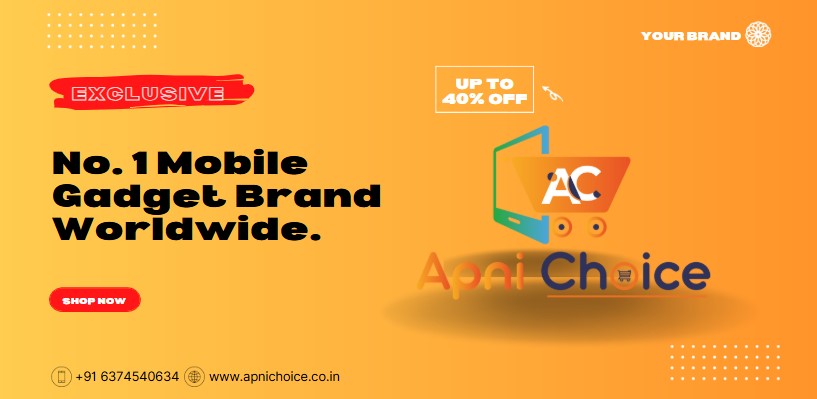 YOUR BRAND
EXCLUSIVE
UP TO
40% OFF
No. 1 Mobile
Gadget Brand
Worldwide.
AC
Apni Choice
SHOP NOW
+91 6374540634 www.apnichoice.co.in